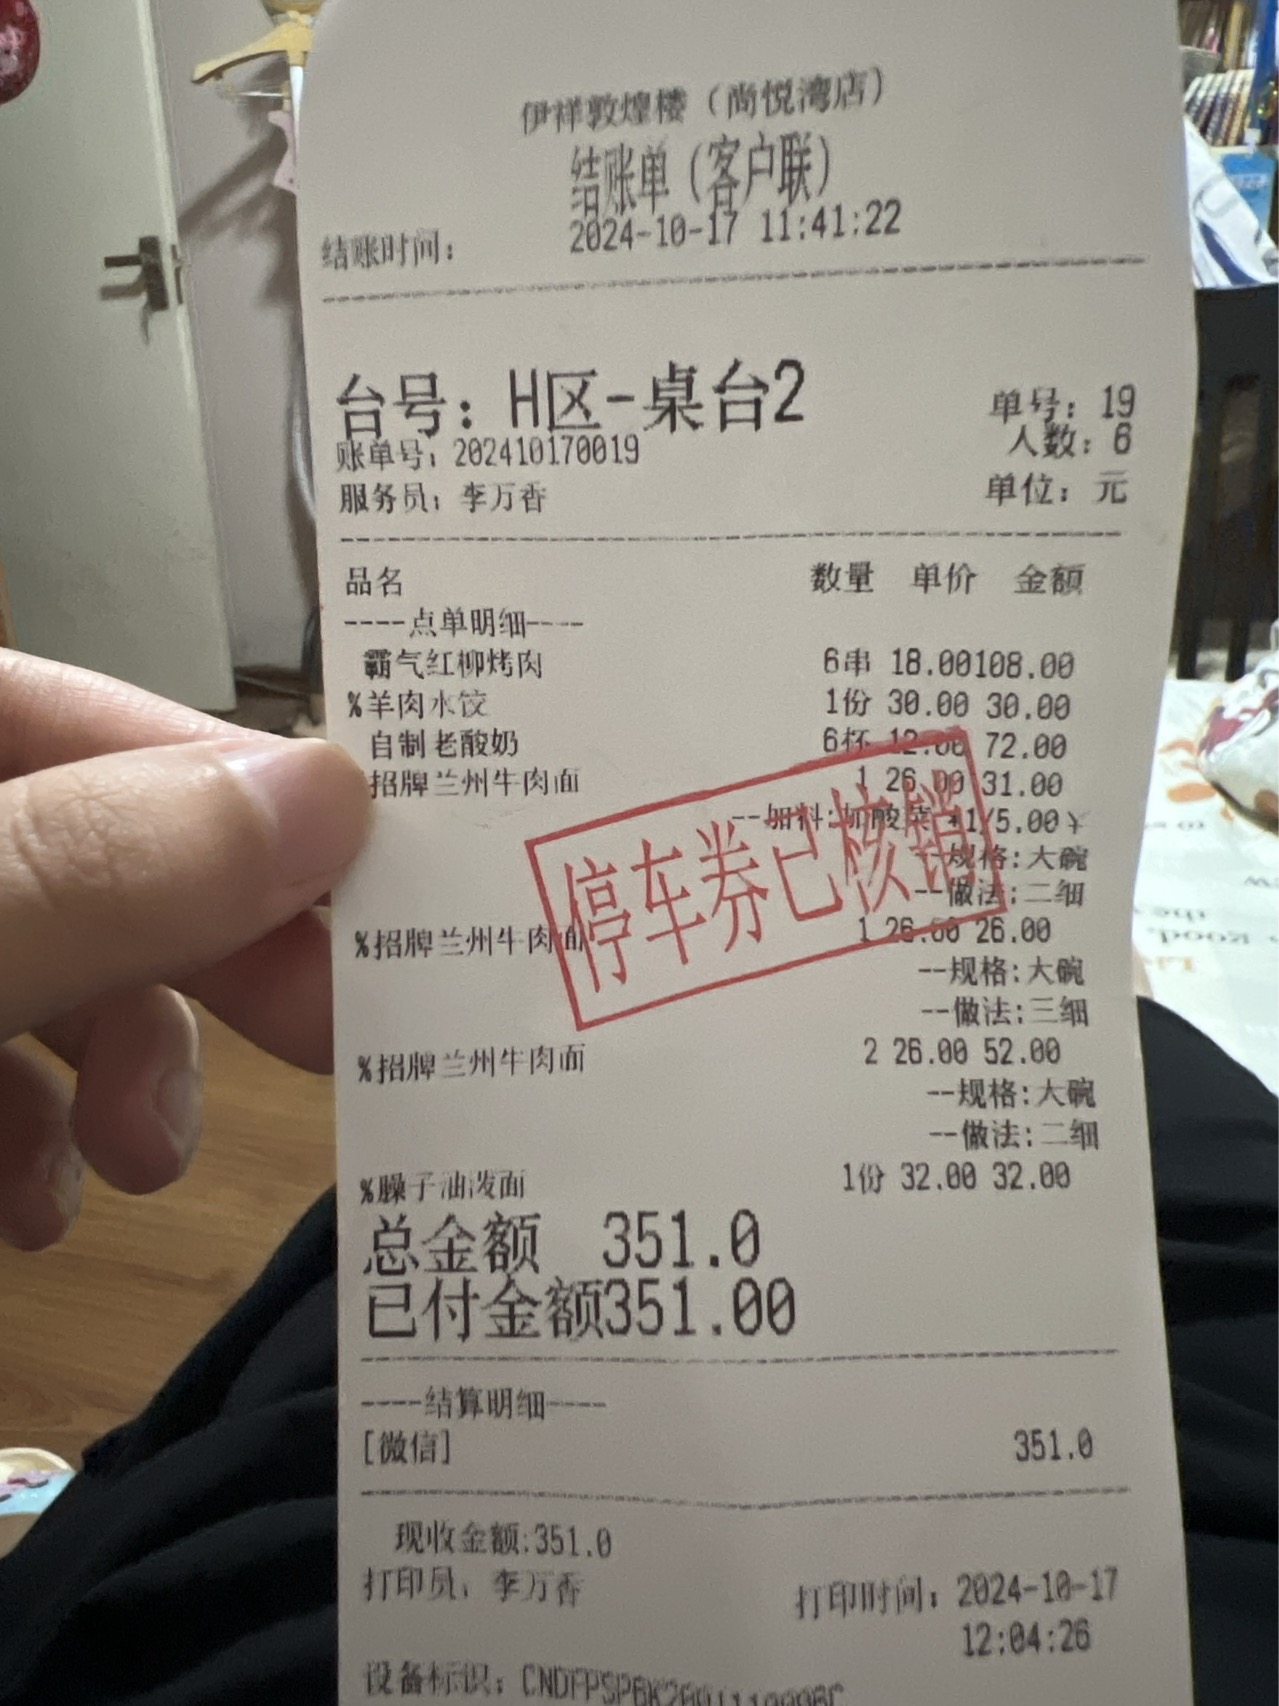 伊祥敦煌楼（尚悦湾店）
结账单（客户联）
结账时间： 2024-10-17 11:41:22
台号：H区-桌台2
单号：19
账单号：202410170019 人数：6
服务员：李万香 单位：元
品名 数量 单价 金额
----点单明细----
霸气红柳烤肉 6串 18.00108.00
%羊肉水饺 1份 30.00 30.00
自制老酸奶 6杯 12.00 72.00
招牌兰州牛肉面 1 26.00 31.00
--加料:加酸菜 *1/5.00￥
--规格:大碗
--做法:二细
停车券已核销
%招牌兰州牛肉面 1 26.00 26.00
--规格:大碗
--做法:三细
%招牌兰州牛肉面 2 26.00 52.00
--规格:大碗
--做法:二细
%臊子油泼面 1份 32.00 32.00
总金额 351.0
已付金额351.00
----结算明细----
[微信] 351.0
现收金额:351.0
打印员：李万香 打印时间：2024-10-17
12:04:26
设备标识：